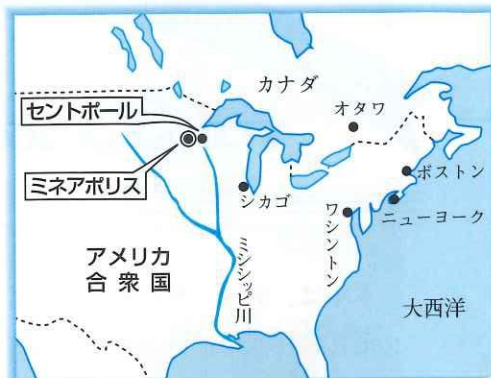 カナダ
セントポール
オタワ
ミネアポリス
ボストン
シカゴ
ワシントン
ニューヨーク
アメリカ
合衆国
ミシシッピ川
大西洋